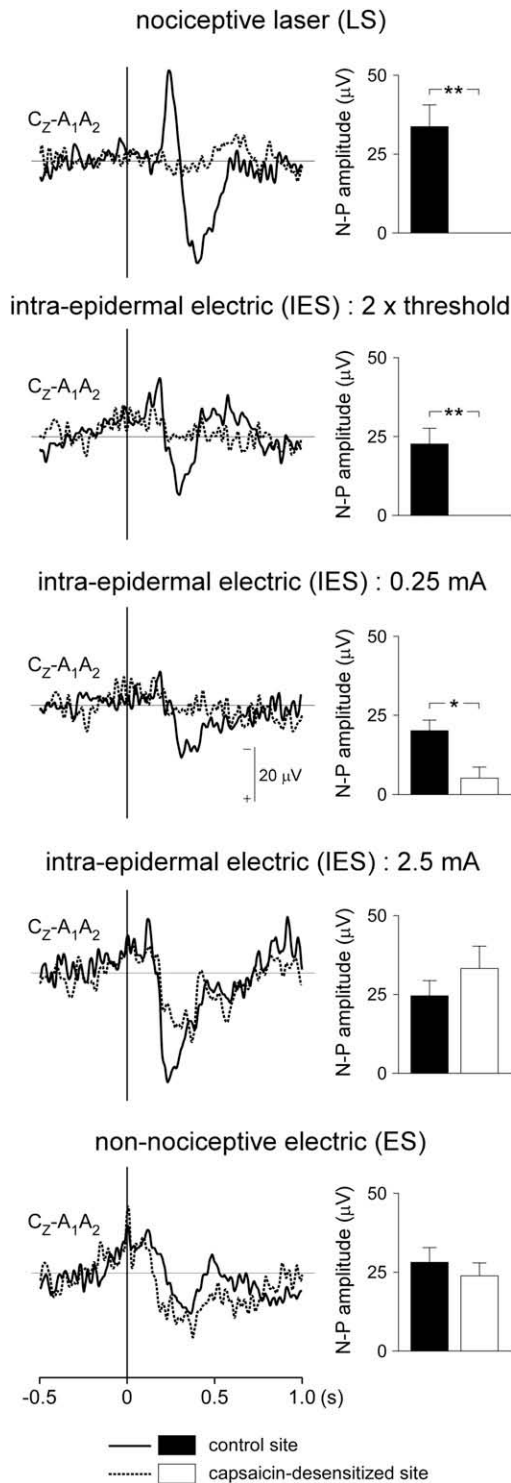 nociceptive laser (LS)
C_Z-A_1A_2
N-P amplitude (µV)
50
25
0
**
intra-epidermal electric (IES) : 2 x threshold
C_Z-A_1A_2
N-P amplitude (µV)
50
25
0
**
intra-epidermal electric (IES) : 0.25 mA
C_Z-A_1A_2
−
20 µV
+
N-P amplitude (µV)
50
25
0
*
intra-epidermal electric (IES) : 2.5 mA
C_Z-A_1A_2
N-P amplitude (µV)
50
25
0
non-nociceptive electric (ES)
C_Z-A_1A_2
N-P amplitude (µV)
50
25
0
-0.5 0 0.5 1.0 (s)
control site
capsaicin-desensitized site